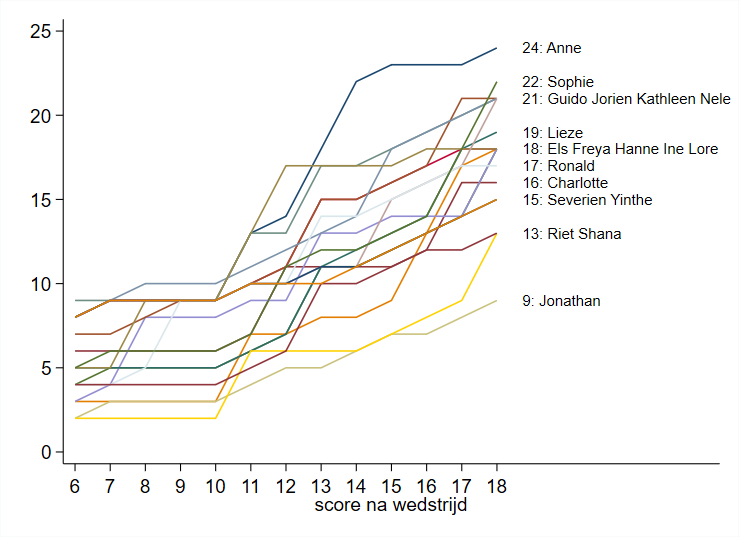 25
24: Anne
22: Sophie
21: Guido Jorien Kathleen Nele
20
19: Lieze
18: Els Freya Hanne Ine Lore
17: Ronald
16: Charlotte
15
15: Severien Yinthe
13: Riet Shana
10
9: Jonathan
5
0
6 7 8 9 10 11 12 13 14 15 16 17 18
score na wedstrijd